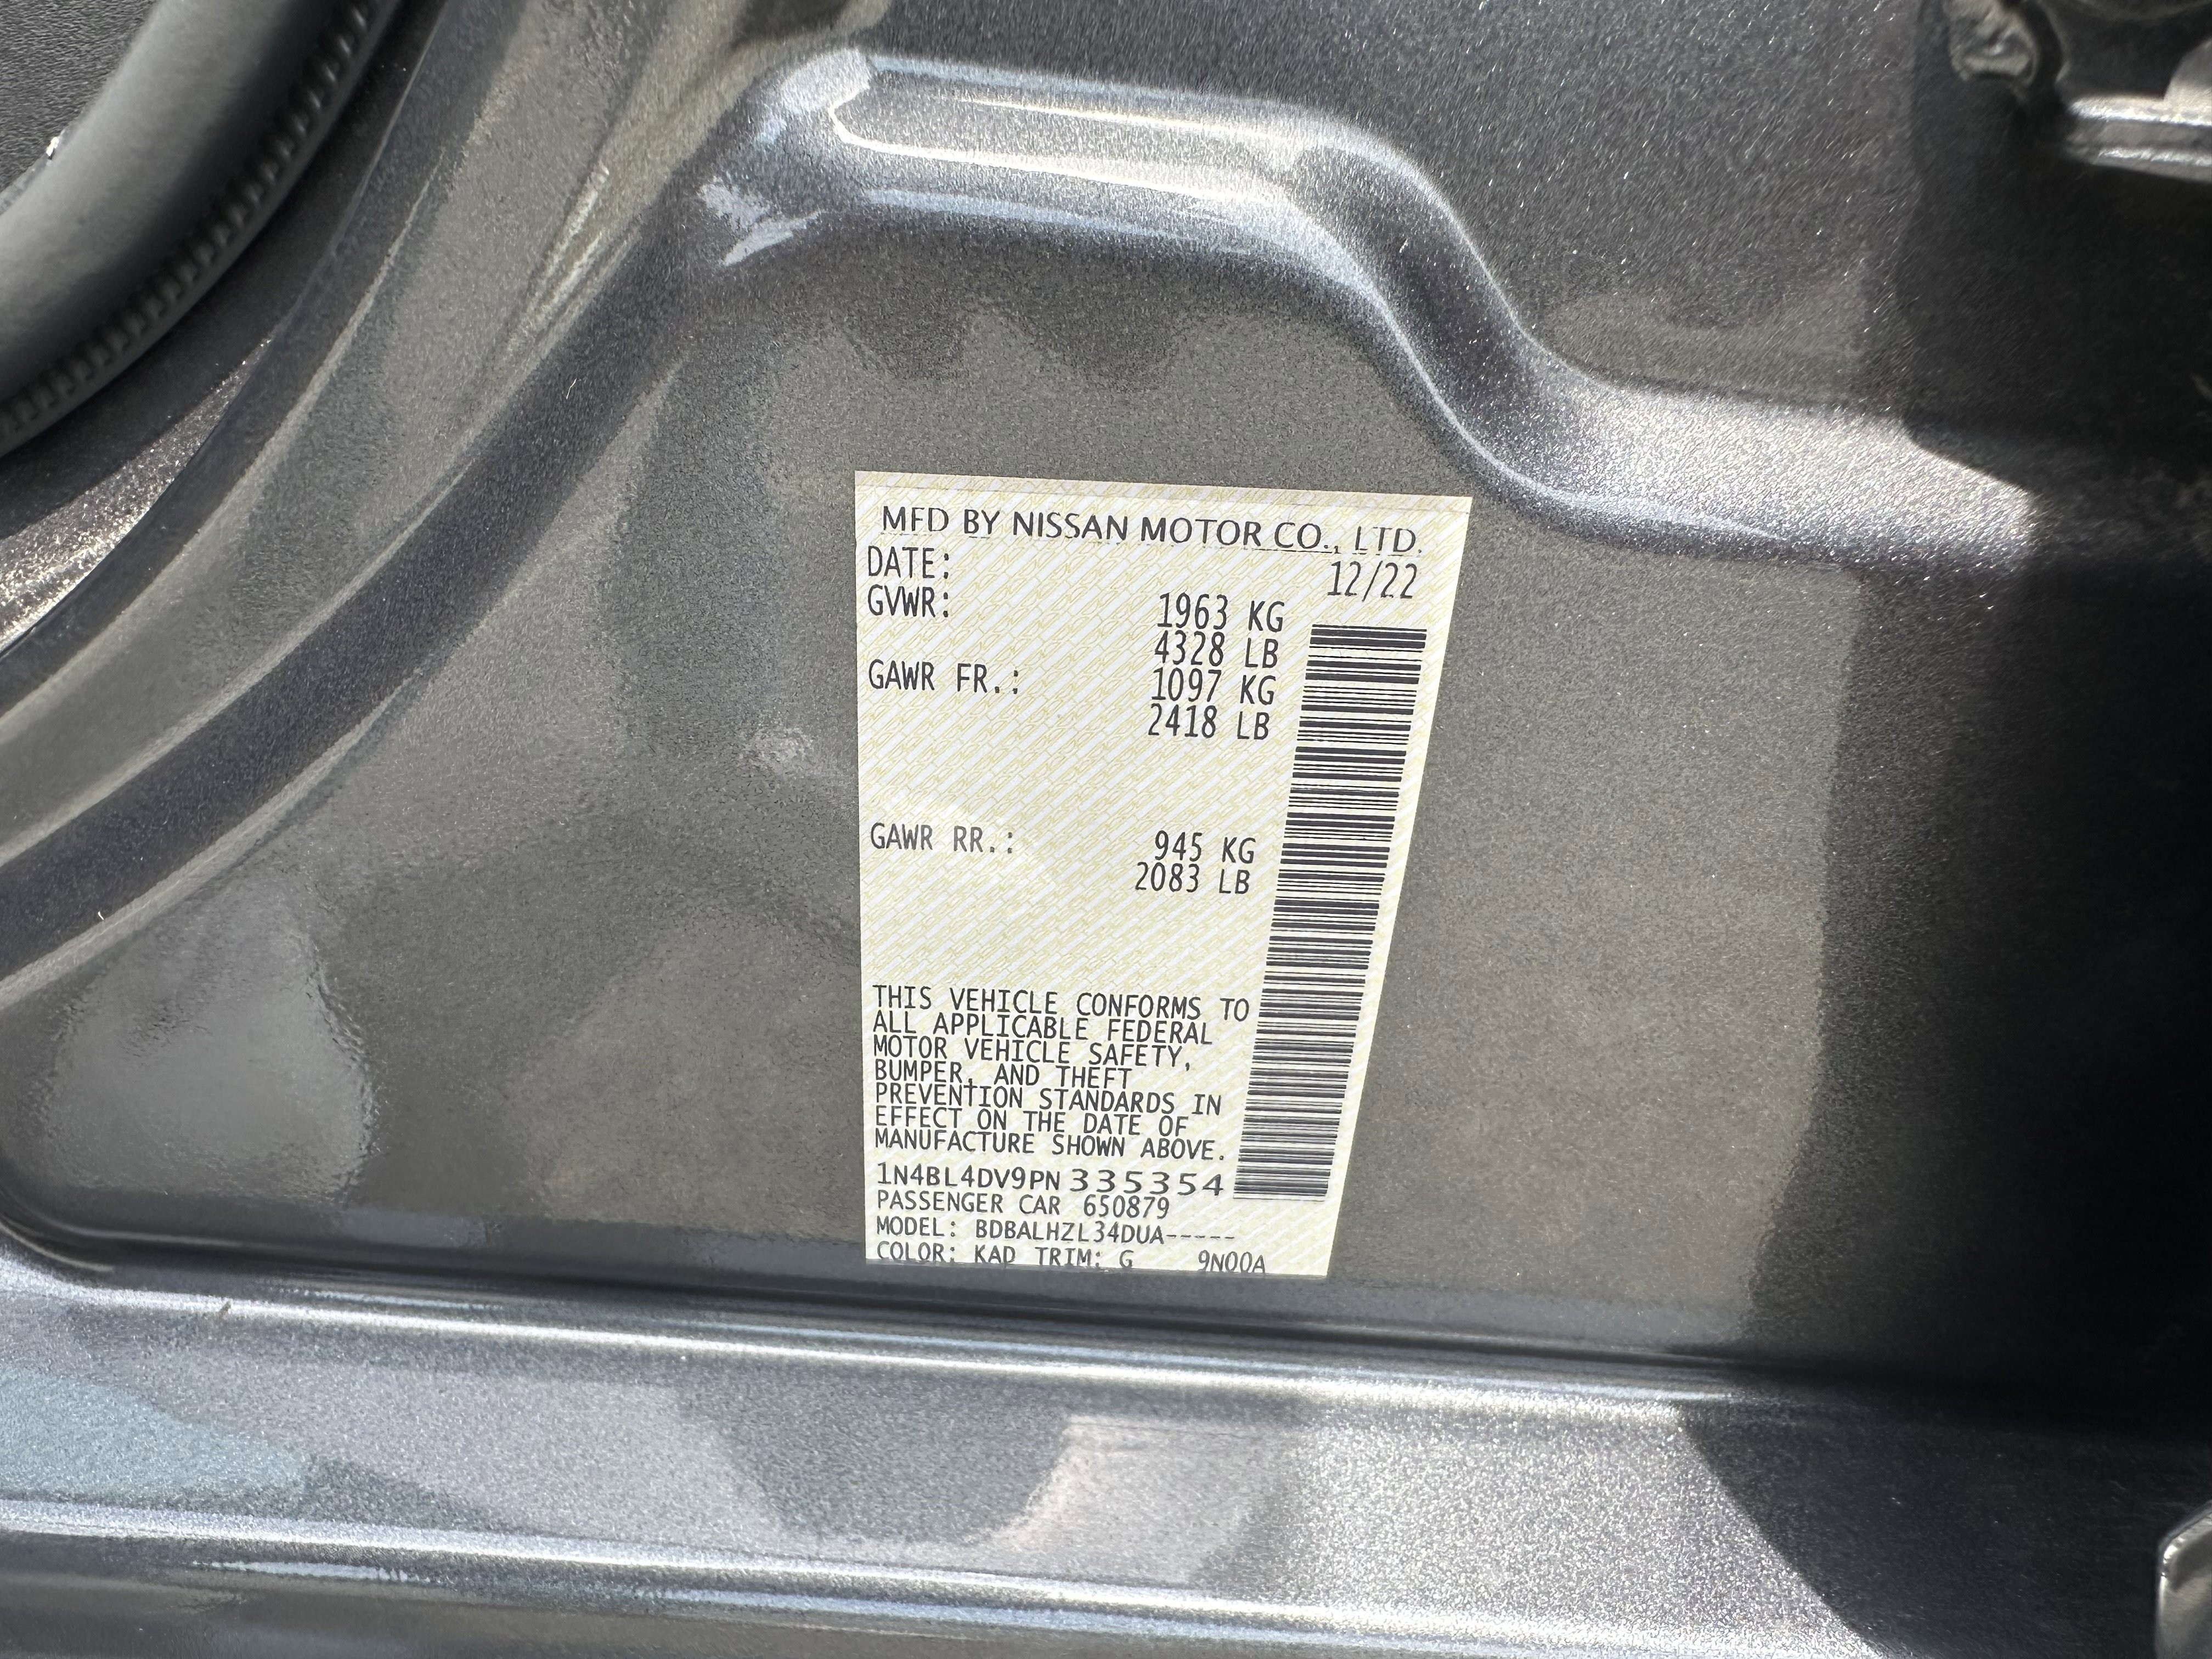 MFD BY NISSAN MOTOR CO., LTD.
DATE: 12/22
GVWR: 1963 KG
4328 LB
GAWR FR.: 1097 KG
2418 LB
GAWR RR.: 945 KG
2083 LB
THIS VEHICLE CONFORMS TO
ALL APPLICABLE FEDERAL
MOTOR VEHICLE SAFETY,
BUMPER, AND THEFT
PREVENTION STANDARDS IN
EFFECT ON THE DATE OF
MANUFACTURE SHOWN ABOVE.
1N4BL4DV9PN335354
PASSENGER CAR 650879
MODEL: BDBALHZL34DUA-----
COLOR: KAD TRIM: G 9N00A